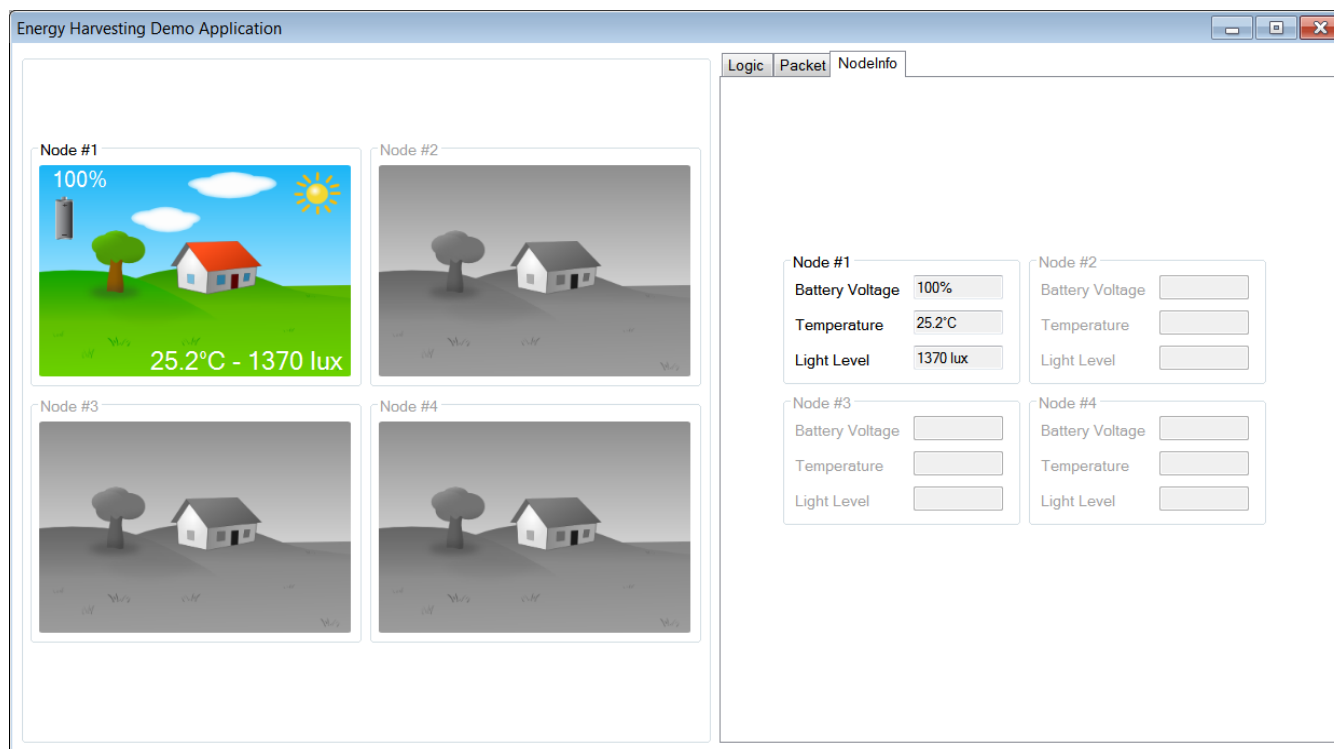 Energy Harvesting Demo Application
Logic Packet NodeInfo
Node #1
100%
25.2°C - 1370 lux
Node #2
Node #3
Node #4
Node #1
Battery Voltage 100%
Temperature 25.2°C
Light Level 1370 lux
Node #2
Battery Voltage
Temperature
Light Level
Node #3
Battery Voltage
Temperature
Light Level
Node #4
Battery Voltage
Temperature
Light Level